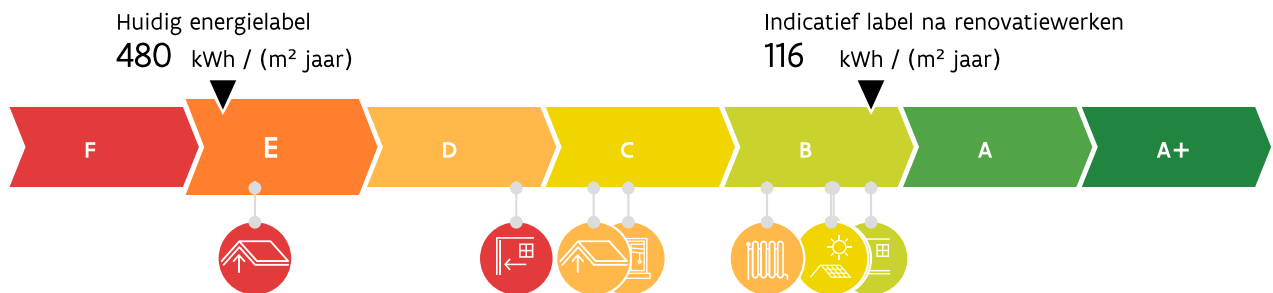 Huidig energielabel
480 kWh / (m² jaar)
Indicatief label na renovatiewerken
116 kWh / (m² jaar)
F E D C B A A+